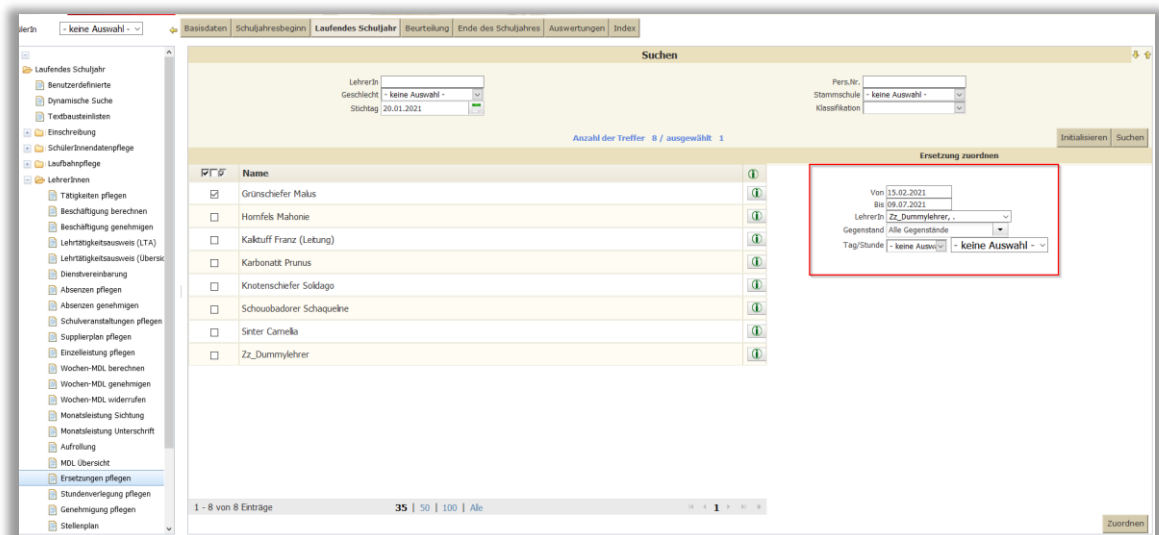 - keine Auswahl -
Basisdaten Schuljahresbeginn Laufendes Schuljahr Beurteilung Ende des Schuljahres Auswertungen Index
Laufendes Schuljahr
Benutzerdefinierte
Dynamische Suche
Textbausteinlisten
Einschreibung
SchülerInnendatenpflege
Laufbahnpflege
LehrerInnen
Tätigkeiten pflegen
Beschäftigung berechnen
Beschäftigung genehmigen
Lehrtätigkeitsausweis (LTA)
Lehrtätigkeitsausweis (Übersic
Dienstvereinbarung
Absenzen pflegen
Absenzen genehmigen
Schulveranstaltungen pflegen
Supplierplan pflegen
Einzelleistung pflegen
Wochen-MDL berechnen
Wochen-MDL genehmigen
Wochen-MDL widerrufen
Monatsleistung Sichtung
Monatsleistung Unterschrift
Aufrollung
MDL Übersicht
Ersetzungen pflegen
Stundenverlegung pflegen
Genehmigung pflegen
Stellenplan
Suchen
LehrerIn
Geschlecht - keine Auswahl -
Stichtag 20.01.2021
Pers.Nr.
Stammschule - keine Auswahl -
Klassifikation
Anzahl der Treffer 8 / ausgewählt 1
Initialisieren Suchen
Name
Grünschiefer Malus
Hornfels Mahonie
Kalktuff Franz (Leitung)
Karbonatit Prunus
Knotenschiefer Soldago
Schouobadorer Schaqueline
Sinter Camelia
Zz_Dummylehrer
1 - 8 von 8 Einträge 35 | 50 | 100 | Alle 1
Ersetzung zuordnen
Von 15.02.2021
Bis 09.07.2021
LehrerIn Zz_Dummylehrer, .
Gegenstand Alle Gegenstände
Tag/Stunde - keine Ausw - keine Auswahl -
Zuordnen